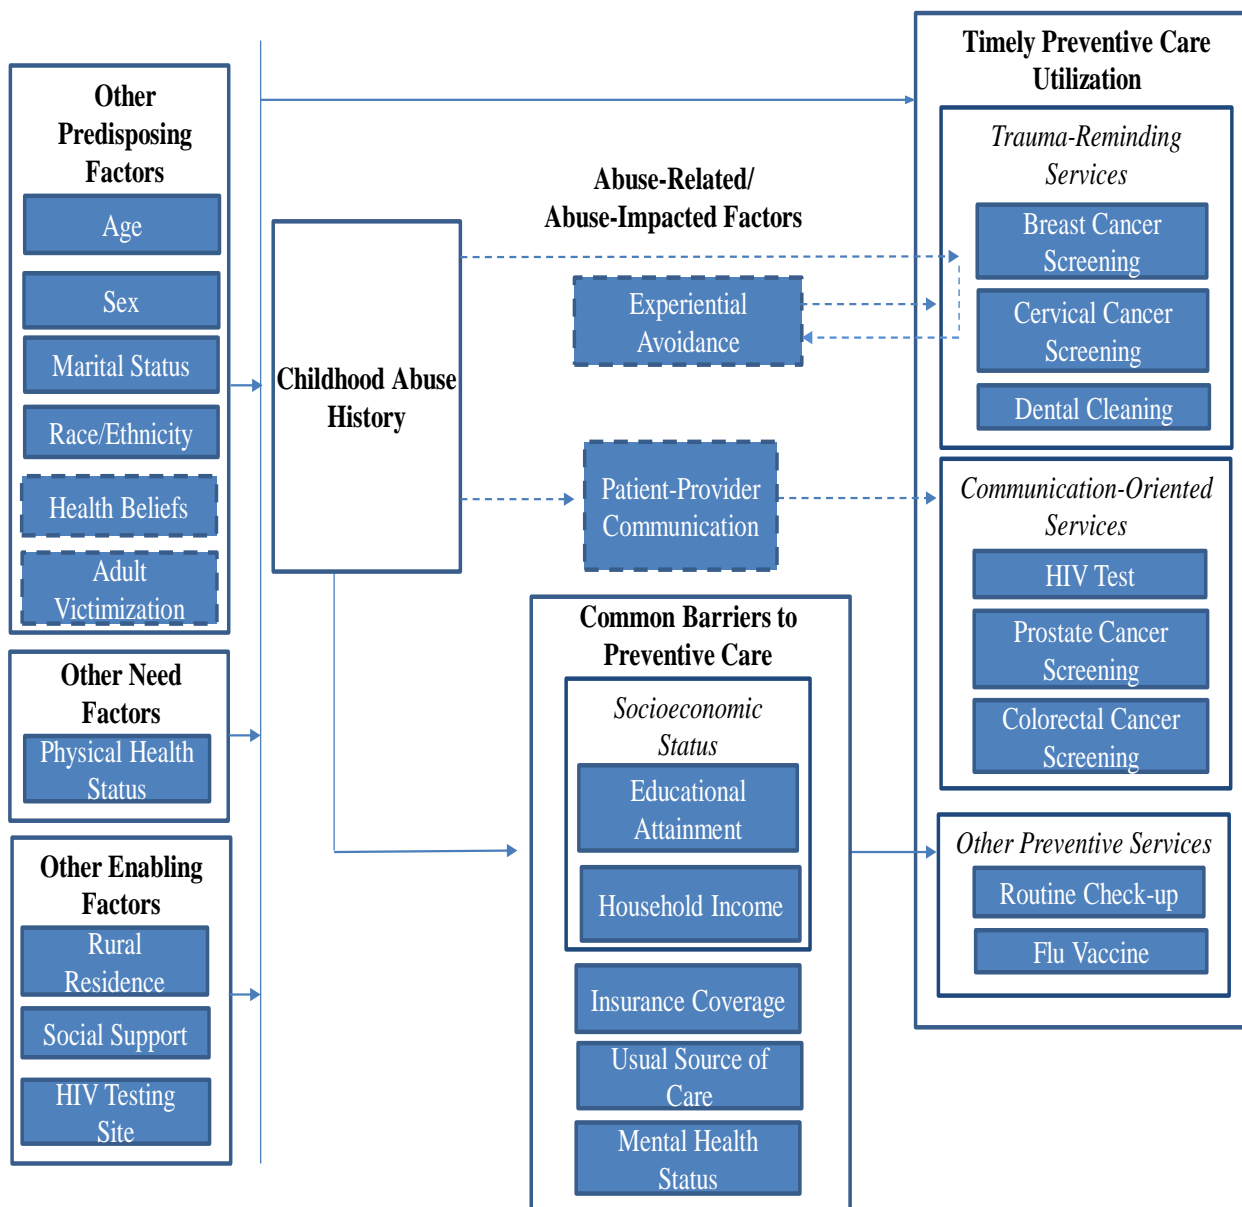 Other
Predisposing
Factors
Age
Sex
Marital Status
Race/Ethnicity
Health Beliefs
Adult
Victimization
Other Need
Factors
Physical Health
Status
Other Enabling
Factors
Rural
Residence
Social Support
HIV Testing
Site
Childhood Abuse
History
Abuse-Related/
Abuse-Impacted Factors
Experiential
Avoidance
Patient-Provider
Communication
Common Barriers to
Preventive Care
Socioeconomic
Status
Educational
Attainment
Household Income
Insurance Coverage
Usual Source of
Care
Mental Health
Status
Timely Preventive Care
Utilization
Trauma-Reminding
Services
Breast Cancer
Screening
Cervical Cancer
Screening
Dental Cleaning
Communication-Oriented
Services
HIV Test
Prostate Cancer
Screening
Colorectal Cancer
Screening
Other Preventive Services
Routine Check-up
Flu Vaccine